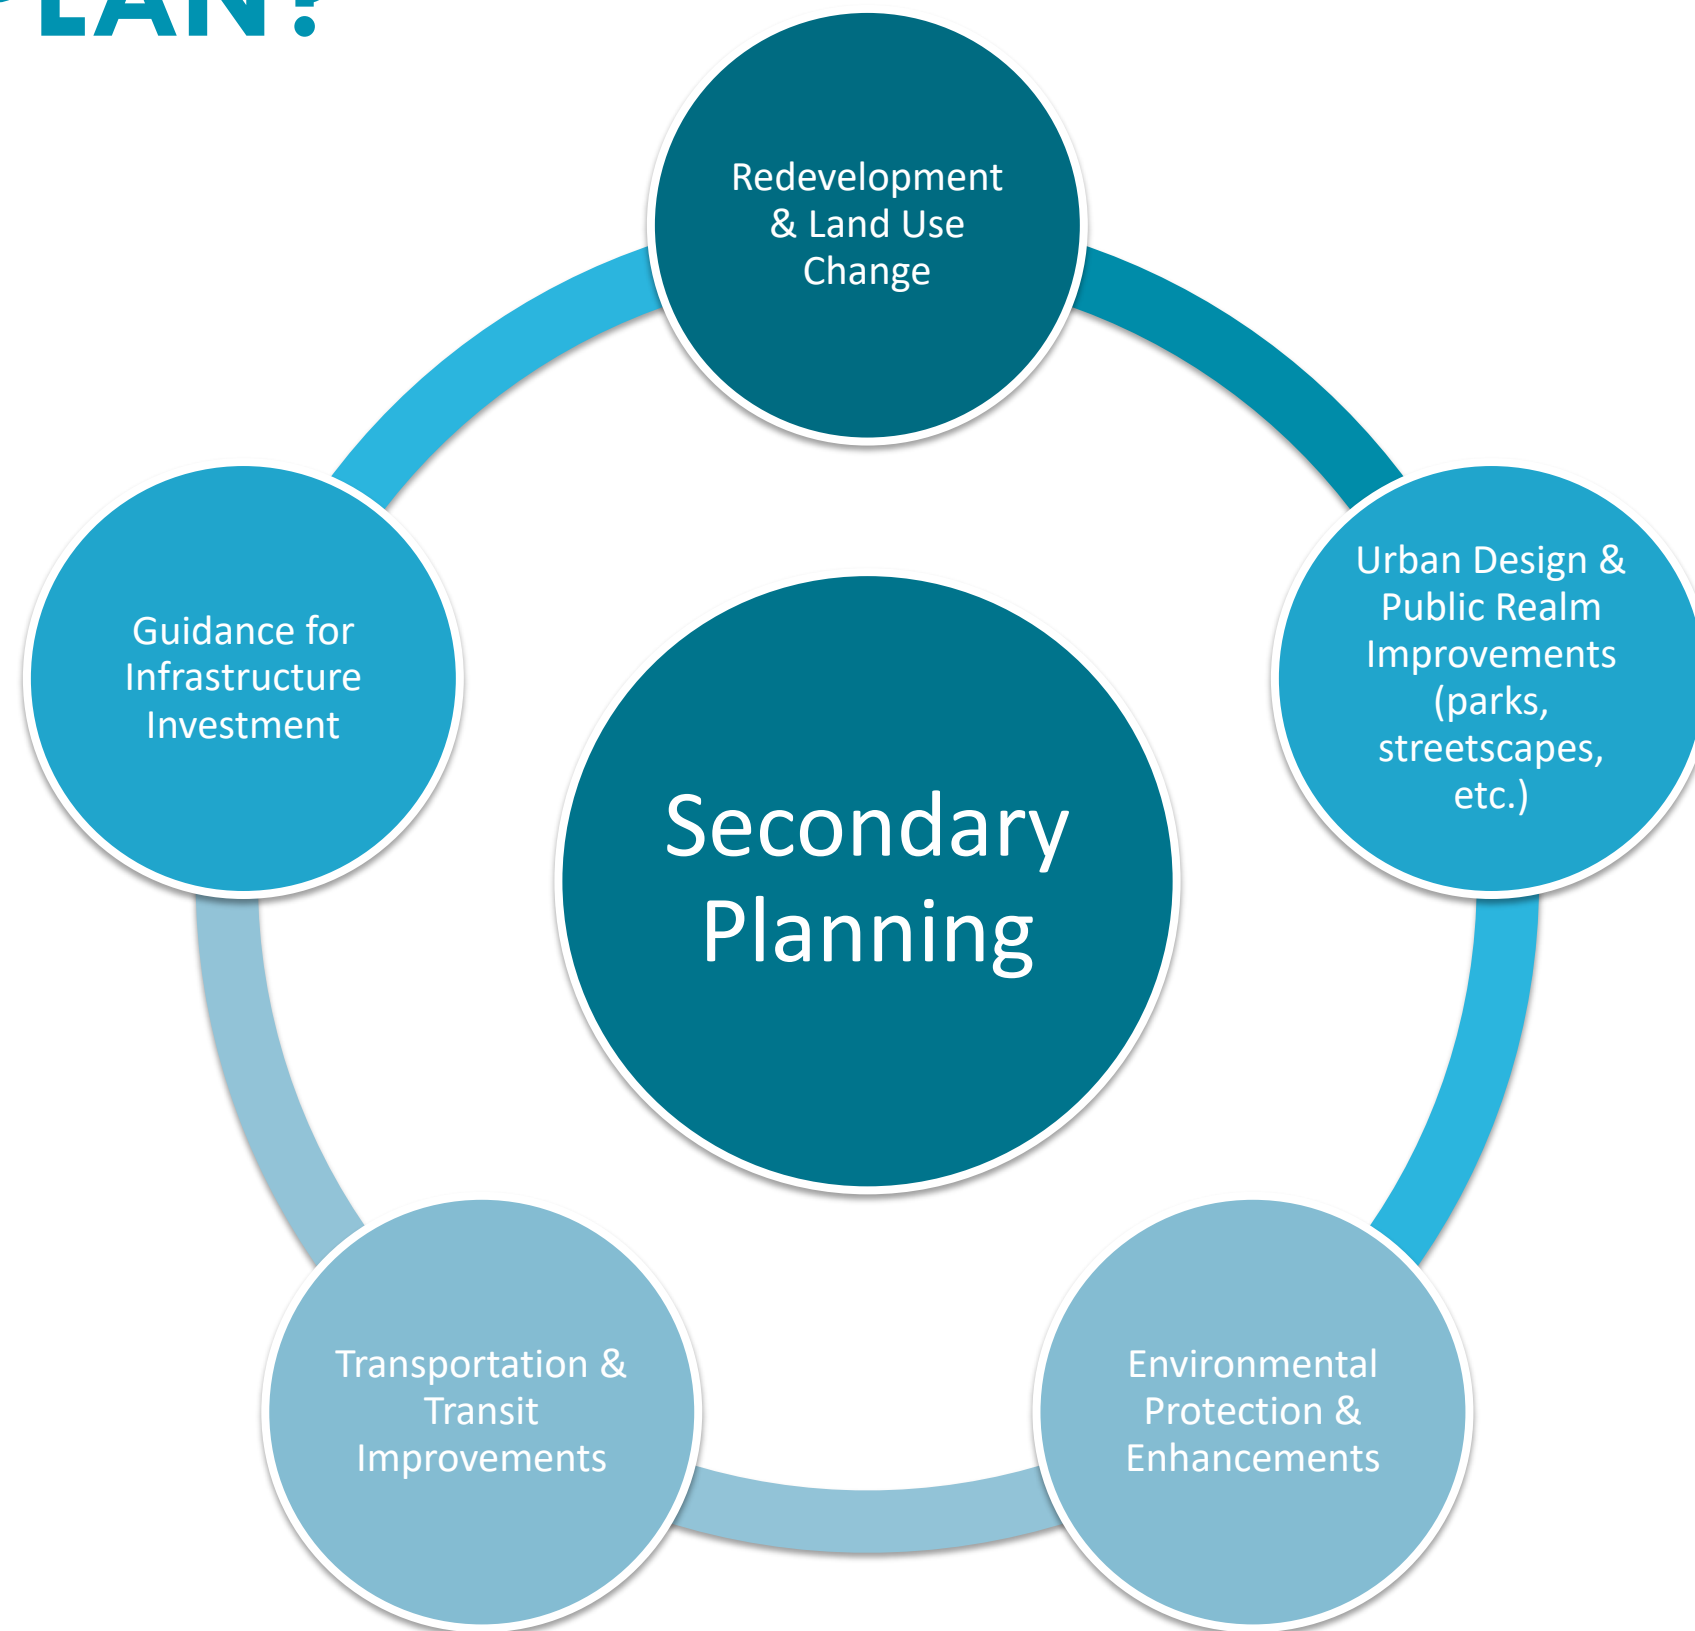 PLAN?
Redevelopment
& Land Use
Change
Urban Design &
Public Realm
Improvements
(parks,
streetscapes,
etc.)
Guidance for
Infrastructure
Investment
Secondary
Planning
Transportation &
Transit
Improvements
Environmental
Protection &
Enhancements